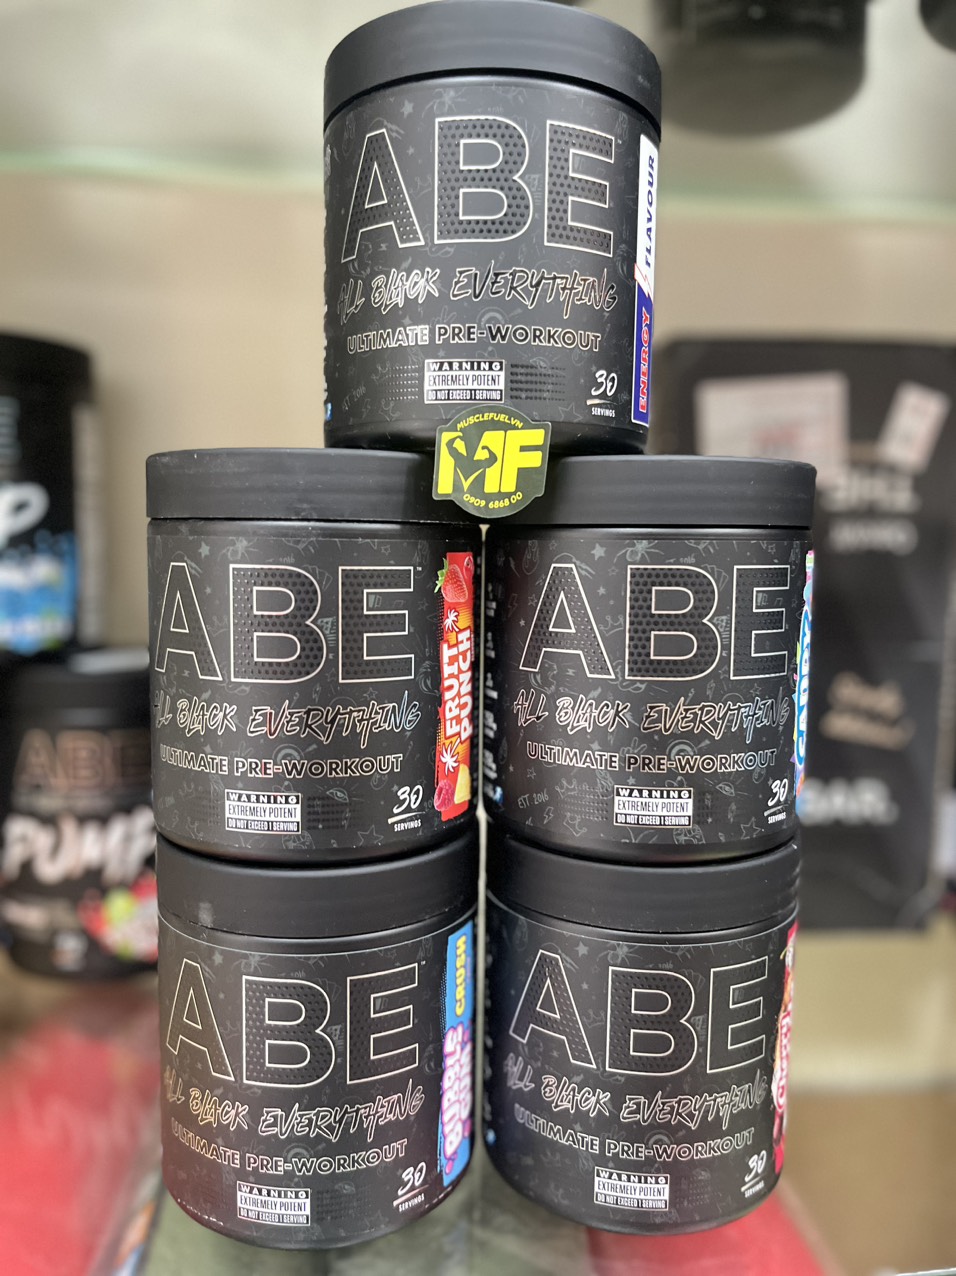 ABE
ALL BLACK EVERYTHING
ULTIMATE PRE-WORKOUT
WARNING
EXTREMELY POTENT
DO NOT EXCEED 1 SERVING
30
SERVINGS
ENERGY FLAVOUR
EST 2016
MUSCLEFUELVN
MF
0909 6868 00
ABE
ALL BLACK EVERYTHING
ULTIMATE PRE-WORKOUT
WARNING
EXTREMELY POTENT
DO NOT EXCEED 1 SERVING
30
SERVINGS
FRUIT
PUNCH
ABE
ALL BLACK EVERYTHING
ULTIMATE PRE-WORKOUT
EST 2016
WARNING
EXTREMELY POTENT
DO NOT EXCEED 1 SERVING
30
SERVINGS
ABE
ALL BLACK EVERYTHING
ULTIMATE PRE-WORKOUT
WARNING
EXTREMELY POTENT
DO NOT EXCEED 1 SERVING
30
SERVINGS
BUBBLE
GUM
CRUSH
ABE
ALL BLACK EVERYTHING
ULTIMATE PRE-WORKOUT
WARNING
EXTREMELY POTENT
DO NOT EXCEED 1 SERVING
30
SERVINGS
ABE
PUMP
BAR.